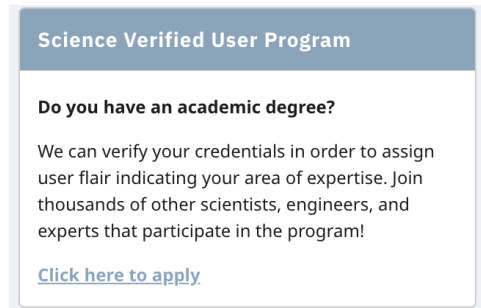 Science Verified User Program
Do you have an academic degree?
We can verify your credentials in order to assign
user flair indicating your area of expertise. Join
thousands of other scientists, engineers, and
experts that participate in the program!
Click here to apply